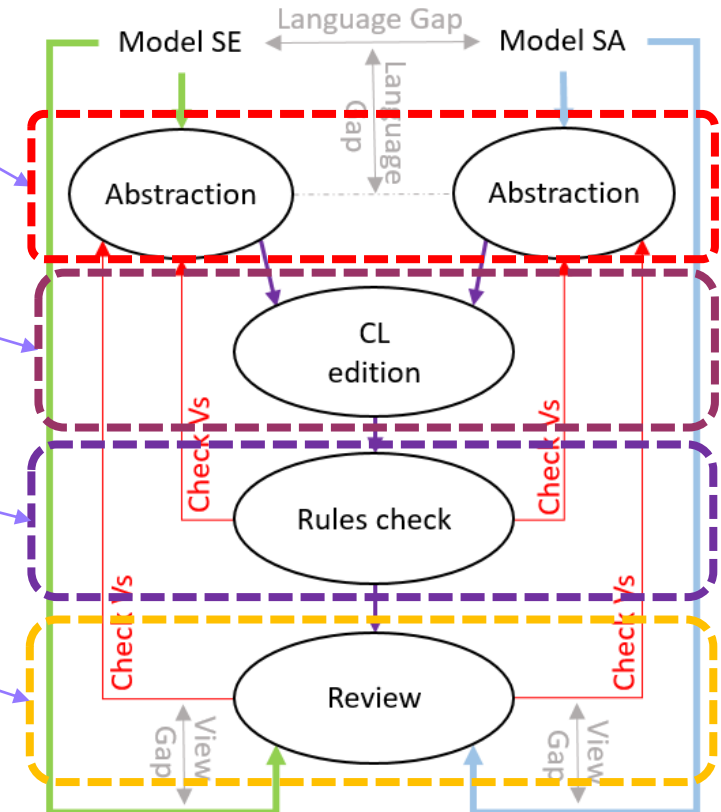 Language Gap
Model SE
Model SA
Language
Gap
Abstraction
Abstraction
CL
edition
Check Vs
Check Vs
Rules check
Check Vs
Check Vs
Review
View
Gap
View
Gap